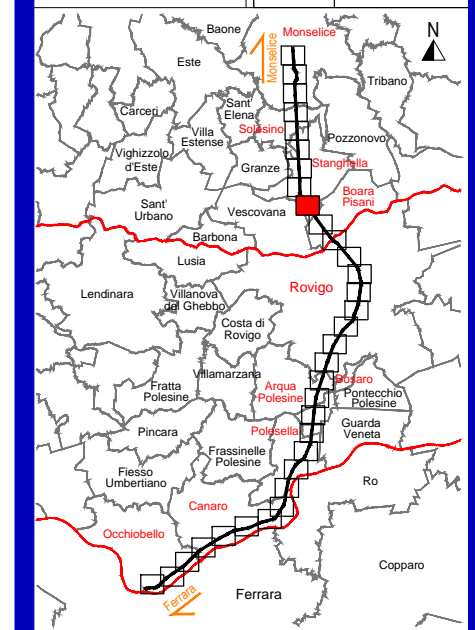 Baone
Monselice
N
Monselice
Este
Tribano
Carceri
Sant'
Elena
Solesino
Villa
Estense
Pozzonovo
Vighizzolo
d'Este
Granze
Stanghella
Boara
Pisani
Sant'
Urbano
Vescovana
Barbona
Lusia
Rovigo
Lendinara
Villanova
del Ghebbo
Costa di
Rovigo
Villamarzana
Bosaro
Fratta
Polesine
Arqua
Polesine
Pontecchio
Polesine
Pincara
Polesella
Guarda
Veneta
Frassinelle
Polesine
Fiesso
Umbertiano
Ro
Canaro
Occhiobello
Copparo
Ferrara
Ferrara